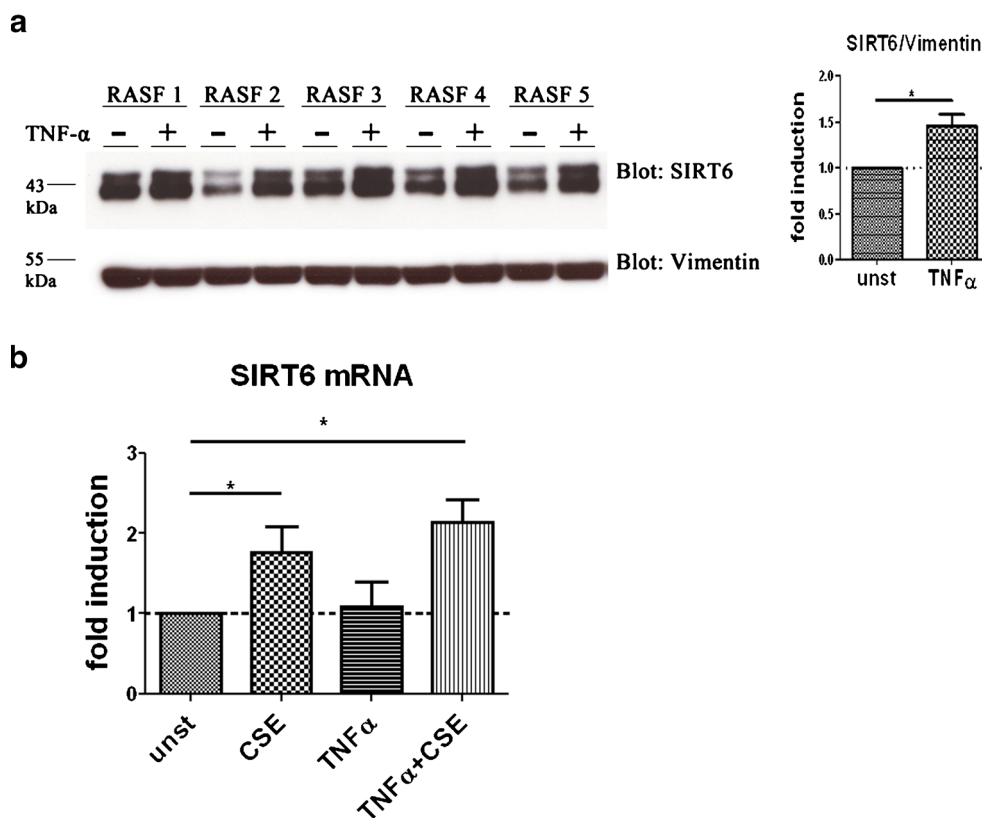 a
SIRT6/Vimentin
RASF 1 RASF 2 RASF 3 RASF 4 RASF 5
TNF-α - + - + - + - + - +
43
kDa
Blot: SIRT6
55
kDa
Blot: Vimentin
2.0
1.5
1.0
0.5
0.0
fold induction
*
unst TNFα
b
SIRT6 mRNA
*
*
3
2
1
0
fold induction
unst
CSE
TNFα
TNFα+CSE